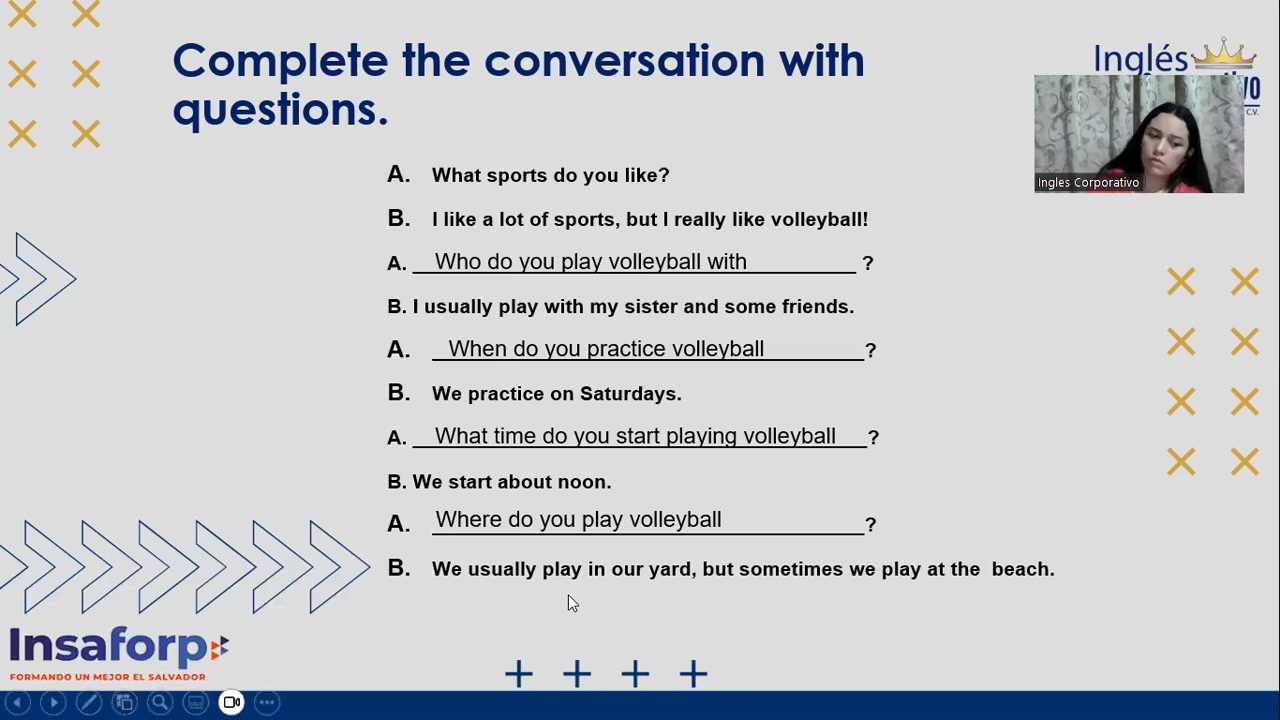 Complete the conversation with
questions.
Inglés
vo
C.V.
Ingles Corporativo
A. What sports do you like?
B. I like a lot of sports, but I really like volleyball!
A. Who do you play volleyball with ?
B. I usually play with my sister and some friends.
A. When do you practice volleyball ?
B. We practice on Saturdays.
A. What time do you start playing volleyball ?
B. We start about noon.
A. Where do you play volleyball ?
B. We usually play in our yard, but sometimes we play at the beach.
Insaforp
FORMANDO UN MEJOR EL SALVADOR